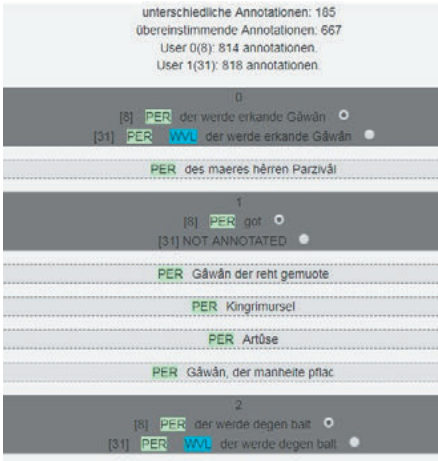 unterschiedliche Annotationen: 185
übereinstimmende Annotationen: 667
User 0(8): 814 annotationen.
User 1(31): 818 annotationen.
0
[8] PER der werde erkande Gâwân
[31] PER WVL der werde erkande Gâwân
PER des maeres hêrren Parzivâl
1
[8] PER got
[31] NOT ANNOTATED
PER Gâwân der reht gemuote
PER Kingrimursel
PER Artûse
PER Gâwân, der manheite pflac
2
[8] PER der werde degen balt
[31] PER WVL der werde degen balt